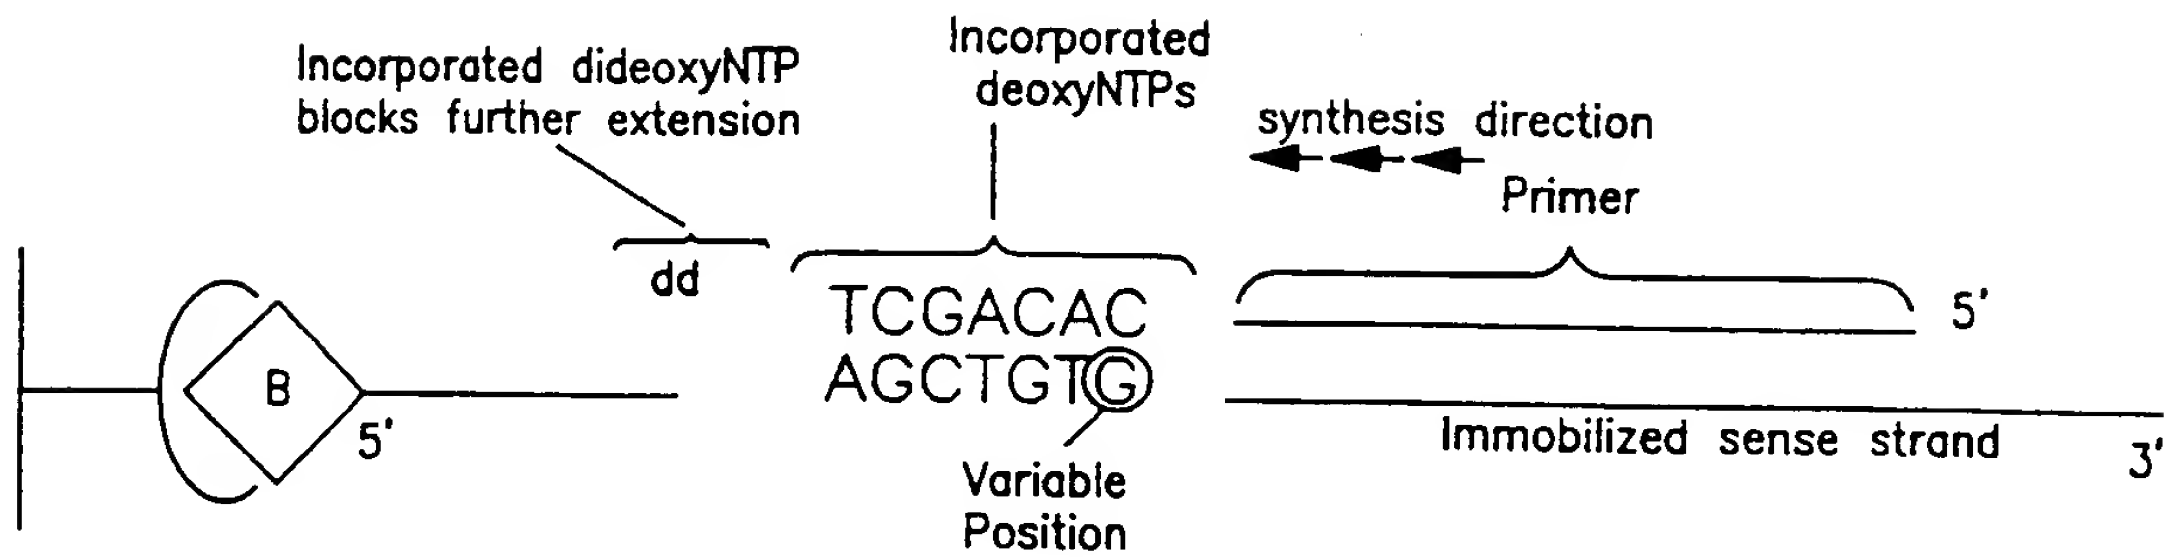 Incorporated dideoxyNTP
blocks further extension
Incorporated
deoxyNTPs
synthesis direction
Primer
dd
TCGACAC
5'
AGCTGTG
B
5'
Immobilized sense strand
3'
Variable
Position